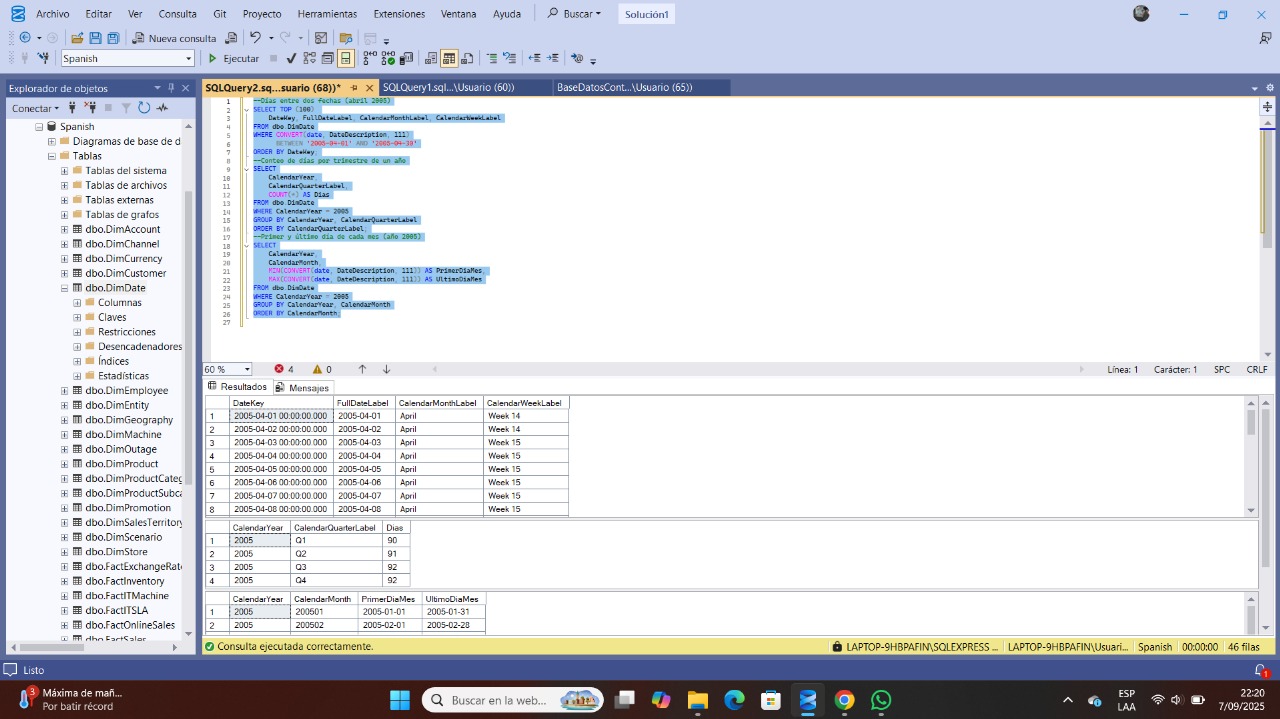 Archivo Editar Ver Consulta Git Proyecto Herramientas Extensiones Ventana Ayuda Buscar Solución1
Nueva consulta
Spanish Ejecutar
Explorador de objetos
Conectar
Spanish
Diagramas de base de d
Tablas
Tablas del sistema
Tablas de archivos
Tablas externas
Tablas de grafos
dbo.DimAccount
dbo.DimChannel
dbo.DimCurrency
dbo.DimCustomer
dbo.DimDate
Columnas
Claves
Restricciones
Desencadenadores
Índices
Estadísticas
dbo.DimEmployee
dbo.DimEntity
dbo.DimGeography
dbo.DimMachine
dbo.DimOutage
dbo.DimProduct
dbo.DimProductCateg
dbo.DimProductSubca
dbo.DimPromotion
dbo.DimSalesTerritory
dbo.DimScenario
dbo.DimStore
dbo.FactExchangeRate
dbo.FactInventory
dbo.FactITMachine
dbo.FactITSLA
dbo.FactOnlineSales
dbo.FactSales
SQLQuery2.sq...suario (68))* SQLQuery1.sql...\Usuario (60)) BaseDatosCont...\Usuario (65))
1 --Días entre dos fechas (abril 2005)
2 SELECT TOP (100)
3 DateKey, FullDateLabel, CalendarMonthLabel, CalendarWeekLabel
4 FROM dbo.DimDate
5 WHERE CONVERT(date, DateDescription, 111)
6 BETWEEN '2005-04-01' AND '2005-04-30'
7 ORDER BY DateKey;
8 --Conteo de días por trimestre de un año
9 SELECT
10 CalendarYear,
11 CalendarQuarterLabel,
12 COUNT(*) AS Dias
13 FROM dbo.DimDate
14 WHERE CalendarYear = 2005
15 GROUP BY CalendarYear, CalendarQuarterLabel
16 ORDER BY CalendarQuarterLabel;
17 --Primer y último día de cada mes (año 2005)
18 SELECT
19 CalendarYear,
20 CalendarMonth,
21 MIN(CONVERT(date, DateDescription, 111)) AS PrimerDiaMes,
22 MAX(CONVERT(date, DateDescription, 111)) AS UltimoDiaMes
23 FROM dbo.DimDate
24 WHERE CalendarYear = 2005
25 GROUP BY CalendarYear, CalendarMonth
26 ORDER BY CalendarMonth;
27
60 % 4 0 Línea: 1 Carácter: 1 SPC CRLF
Resultados Mensajes
DateKey FullDateLabel CalendarMonthLabel CalendarWeekLabel
1 2005-04-01 00:00:00.000 2005-04-01 April Week 14
2 2005-04-02 00:00:00.000 2005-04-02 April Week 14
3 2005-04-03 00:00:00.000 2005-04-03 April Week 15
4 2005-04-04 00:00:00.000 2005-04-04 April Week 15
5 2005-04-05 00:00:00.000 2005-04-05 April Week 15
6 2005-04-06 00:00:00.000 2005-04-06 April Week 15
7 2005-04-07 00:00:00.000 2005-04-07 April Week 15
8 2005-04-08 00:00:00.000 2005-04-08 April Week 15
CalendarYear CalendarQuarterLabel Dias
1 2005 Q1 90
2 2005 Q2 91
3 2005 Q3 92
4 2005 Q4 92
CalendarYear CalendarMonth PrimerDiaMes UltimoDiaMes
1 2005 200501 2005-01-01 2005-01-31
2 2005 200502 2005-02-01 2005-02-28
Consulta ejecutada correctamente. LAPTOP-9HBPAFIN\SQLEXPRESS ... LAPTOP-9HBPAFIN\Usuari... Spanish 00:00:00 46 filas
Listo 1
3 Máxima de mañ...
Por batir récord
Buscar en la web...
ESP
LAA
22:20
7/09/2025